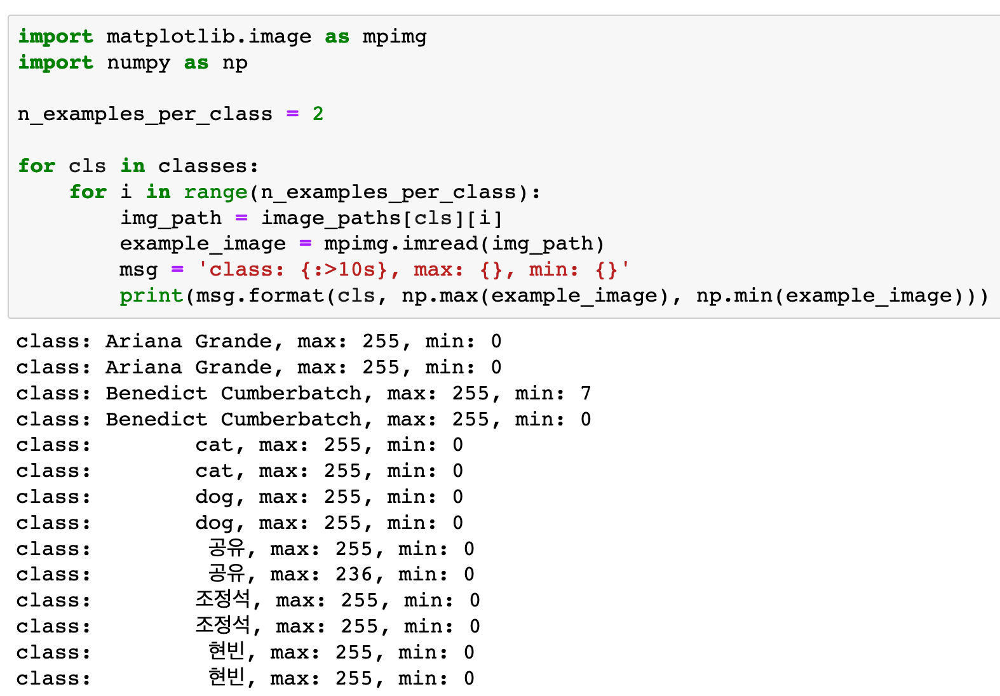 import matplotlib.image as mpimg
import numpy as np

n_examples_per_class = 2

for cls in classes:
    for i in range(n_examples_per_class):
        img_path = image_paths[cls][i]
        example_image = mpimg.imread(img_path)
        msg = 'class: {:>10s}, max: {}, min: {}'
        print(msg.format(cls, np.max(example_image), np.min(example_image)))
class: Ariana Grande, max: 255, min: 0
class: Ariana Grande, max: 255, min: 0
class: Benedict Cumberbatch, max: 255, min: 7
class: Benedict Cumberbatch, max: 255, min: 0
class:        cat, max: 255, min: 0
class:        cat, max: 255, min: 0
class:        dog, max: 255, min: 0
class:        dog, max: 255, min: 0
class:         공유, max: 255, min: 0
class:         공유, max: 236, min: 0
class:        조정석, max: 255, min: 0
class:        조정석, max: 255, min: 0
class:         현빈, max: 255, min: 0
class:         현빈, max: 255, min: 0